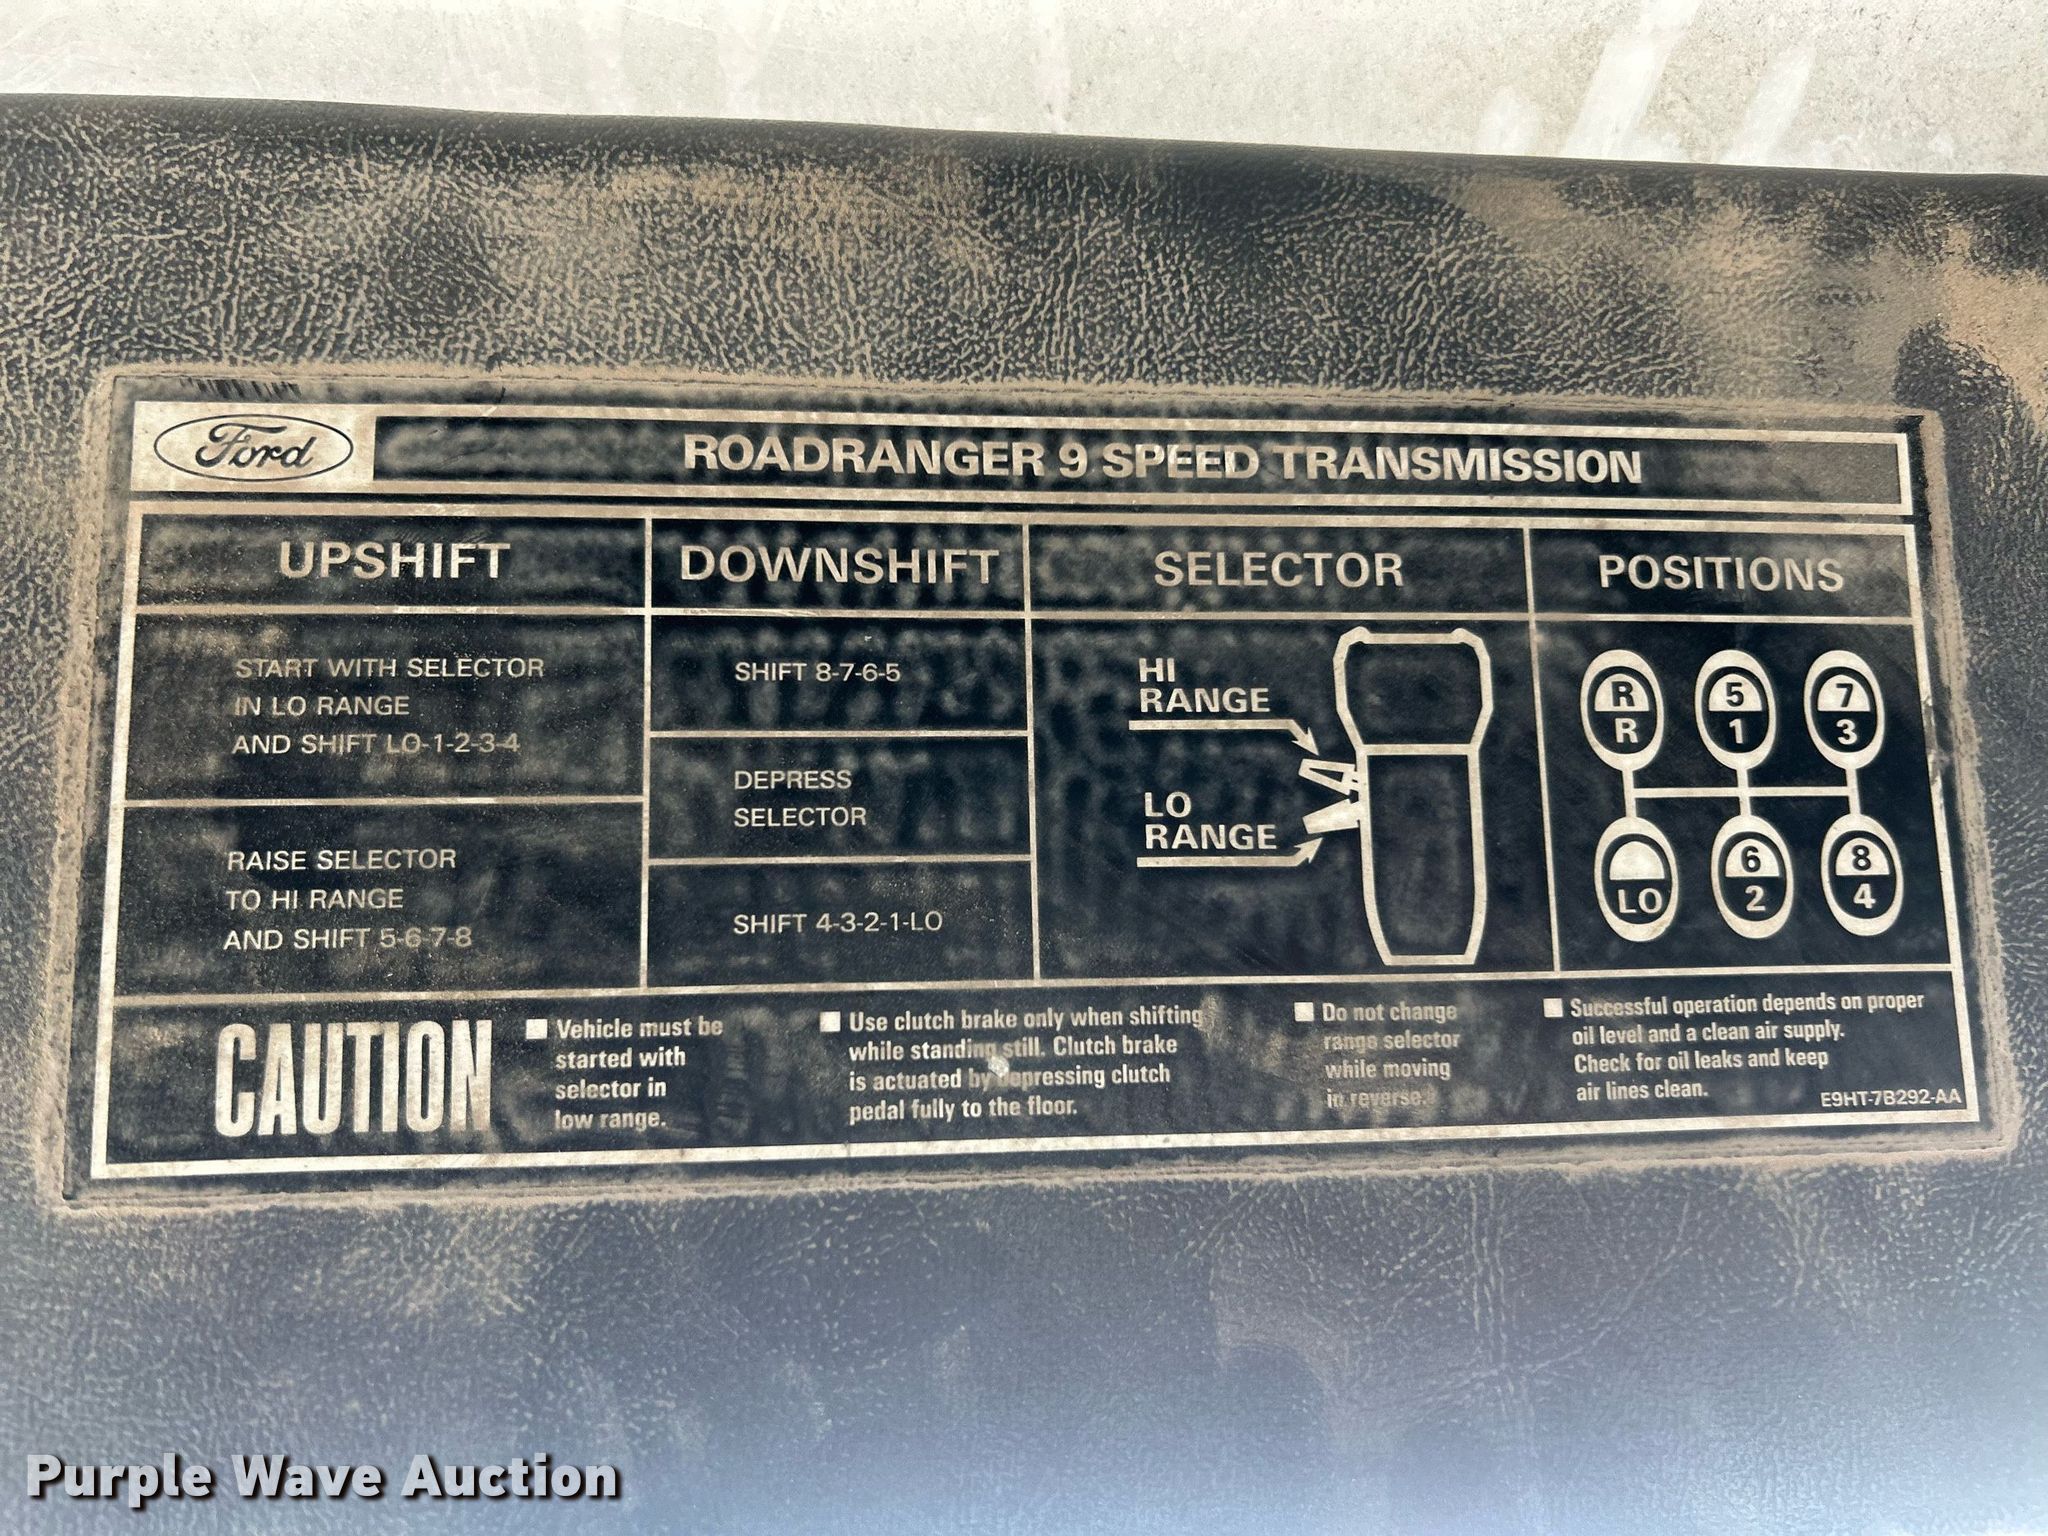 Ford
ROADRANGER 9 SPEED TRANSMISSION
UPSHIFT
START WITH SELECTOR
IN LO RANGE
AND SHIFT LO-1-2-3-4
RAISE SELECTOR
TO HI RANGE
AND SHIFT 5-6-7-8
DOWNSHIFT
SHIFT 8-7-6-5
DEPRESS
SELECTOR
SHIFT 4-3-2-1-LO
SELECTOR
HI
RANGE
LO
RANGE
POSITIONS
R 5 7
R 1 3
6 8
LO 2 4
CAUTION
Vehicle must be
started with
selector in
low range.
Use clutch brake only when shifting
while standing still. Clutch brake
is actuated by depressing clutch
pedal fully to the floor.
Do not change
range selector
while moving
in reverse.
Successful operation depends on proper
oil level and a clean air supply.
Check for oil leaks and keep
air lines clean.
E9HT-7B292-AA
Purple Wave Auction